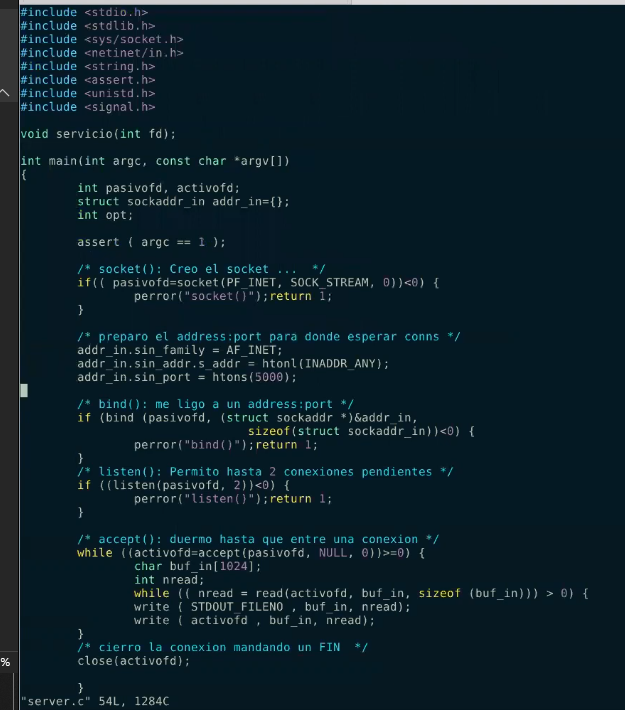 #include <stdio.h>
#include <stdlib.h>
#include <sys/socket.h>
#include <netinet/in.h>
#include <string.h>
#include <assert.h>
#include <unistd.h>
#include <signal.h>

void servicio(int fd);

int main(int argc, const char *argv[])
{
        int pasivofd, activofd;
        struct sockaddr_in addr_in={};
        int opt;

        assert ( argc == 1 );

        /* socket(): Creo el socket ...  */
        if(( pasivofd=socket(PF_INET, SOCK_STREAM, 0))<0) {
                perror("socket()");return 1;
        }

        /* preparo el address:port para donde esperar conns */
        addr_in.sin_family = AF_INET;
        addr_in.sin_addr.s_addr = htonl(INADDR_ANY);
        addr_in.sin_port = htons(5000);

        /* bind(): me ligo a un address:port */
        if (bind (pasivofd, (struct sockaddr *)&addr_in,
                                sizeof(struct sockaddr_in))<0) {
                perror("bind()");return 1;
        }
        /* listen(): Permito hasta 2 conexiones pendientes */
        if ((listen(pasivofd, 2))<0) {
                perror("listen()");return 1;
        }

        /* accept(): duermo hasta que entre una conexion */
        while ((activofd=accept(pasivofd, NULL, 0))>=0) {
                char buf_in[1024];
                int nread;
                while (( nread = read(activofd, buf_in, sizeof (buf_in))) > 0) {
                write ( STDOUT_FILENO , buf_in, nread);
                write ( activofd , buf_in, nread);
        }
%
        /* cierro la conexion mandando un FIN  */
        close(activofd);

        }
"server.c" 54L, 1284C